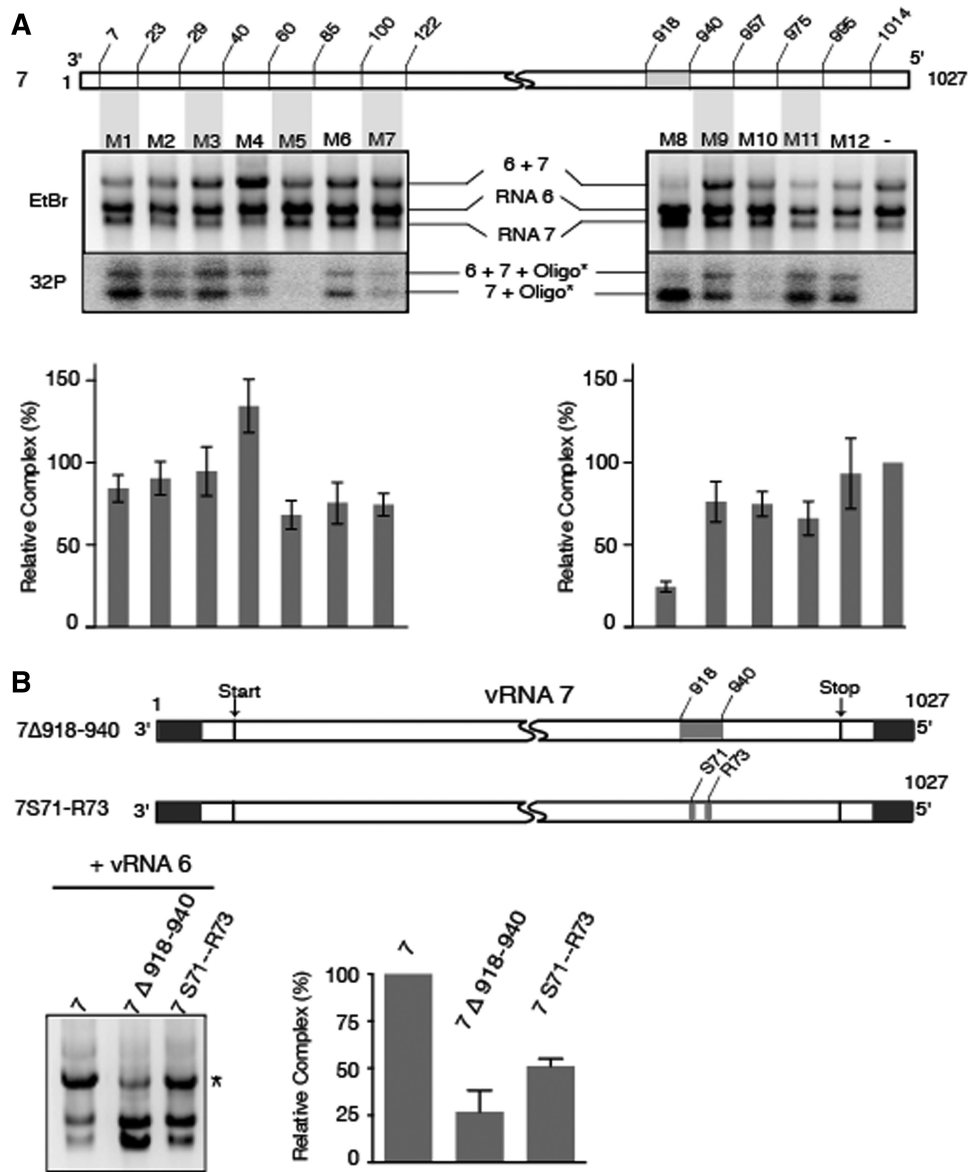 A
7 23 29 40 60 85 100 122 918 940 957 975 995 1014
3' 5'
7 1 1027
M1 M2 M3 M4 M5 M6 M7 M8 M9 M10 M11 M12 -
EtBr
6 + 7
RNA 6
RNA 7
32P
6 + 7 + Oligo*
7 + Oligo*
Relative Complex (%)
150
100
50
0
Relative Complex (%)
150
100
50
0
B
vRNA 7
1 Start 918 940 Stop 1027
7Δ918-940 3' 5'
S71 R73 1027
7S71-R73 3' 5'
+ vRNA 6
7 7 Δ 918-940 7 S71---R73
*
Relative Complex (%)
100
75
50
25
0
7 7 Δ 918-940 7 S71---R73